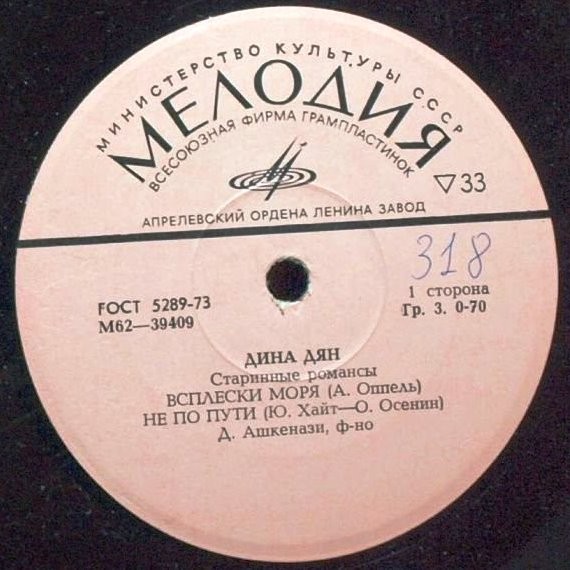 МИНИСТЕРСТВО КУЛЬТУРЫ СССР
МЕЛОДИЯ
ВСЕСОЮЗНАЯ ФИРМА ГРАМПЛАСТИНОК
▽33
АПРЕЛЕВСКИЙ ОРДЕНА ЛЕНИНА ЗАВОД
318
ГОСТ 5289-73
М62—39409
1 сторона
Гр. 3. 0-70
ДИНА ДЯН
Старинные романсы
ВСПЛЕСКИ МОРЯ (А. Оппель)
НЕ ПО ПУТИ (Ю. Хайт—О. Осенин)
Д. Ашкенази, ф-но